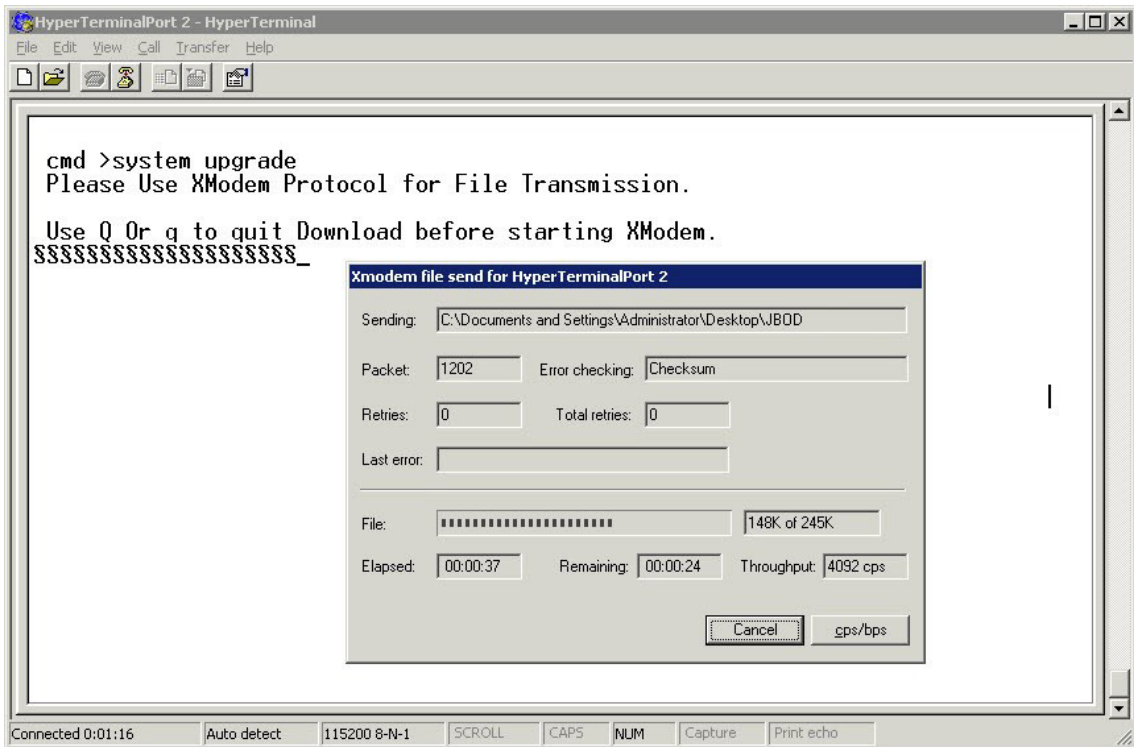 HyperTerminalPort 2 - HyperTerminal
File Edit View Call Transfer Help
cmd >system upgrade
Please Use XModem Protocol for File Transmission.
Use Q Or q to quit Download before starting XModem.
§§§§§§§§§§§§§§§§§§§§_
Xmodem file send for HyperTerminalPort 2
Sending: C:\Documents and Settings\Administrator\Desktop\JBOD
Packet: 1202 Error checking: Checksum
Retries: 0 Total retries: 0
Last error:
File: 148K of 245K
Elapsed: 00:00:37 Remaining: 00:00:24 Throughput: 4092 cps
Cancel cps/bps
Connected 0:01:16 Auto detect 115200 8-N-1 SCROLL CAPS NUM Capture Print echo